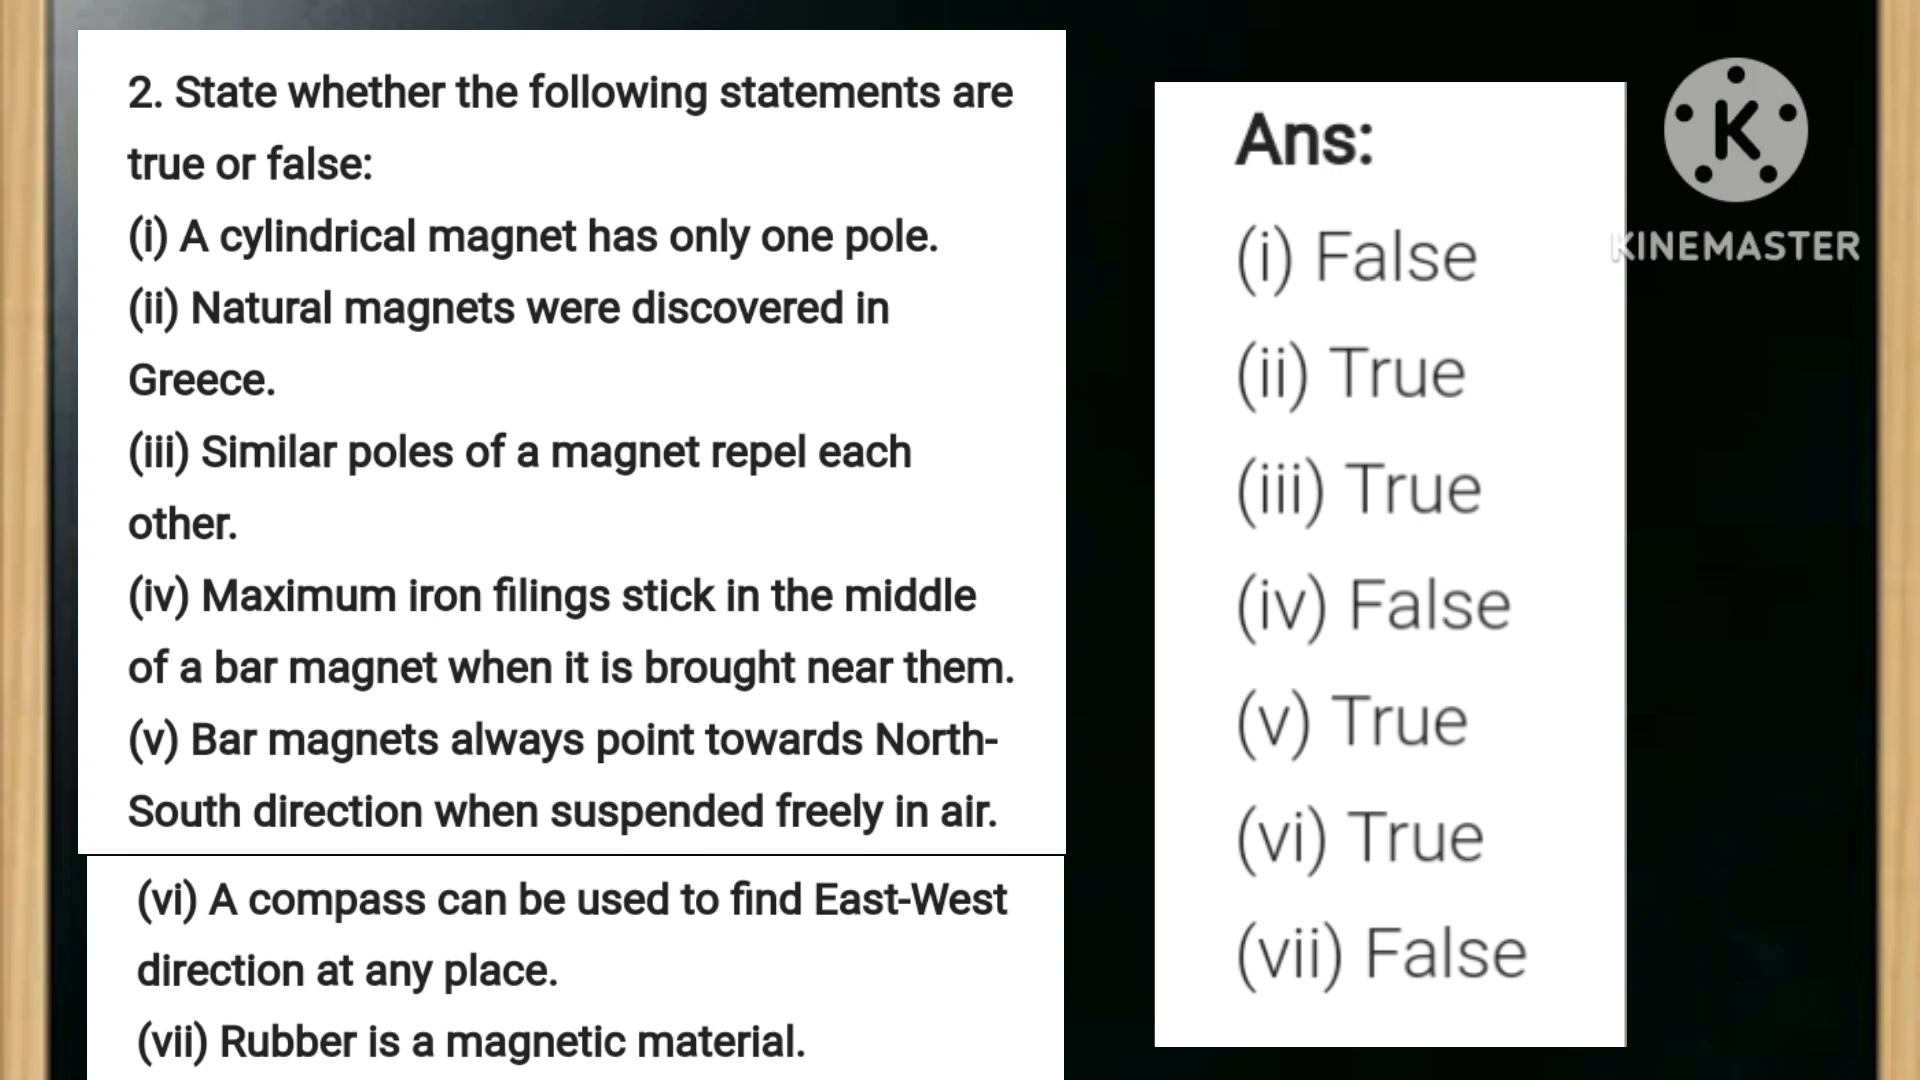 2. State whether the following statements are
true or false:
(i) A cylindrical magnet has only one pole.
(ii) Natural magnets were discovered in
Greece.
(iii) Similar poles of a magnet repel each
other.
(iv) Maximum iron filings stick in the middle
of a bar magnet when it is brought near them.
(v) Bar magnets always point towards North-
South direction when suspended freely in air.
(vi) A compass can be used to find East-West
direction at any place.
(vii) Rubber is a magnetic material.
Ans:
(i) False
(ii) True
(iii) True
(iv) False
(v) True
(vi) True
(vii) False
K
KINEMASTER